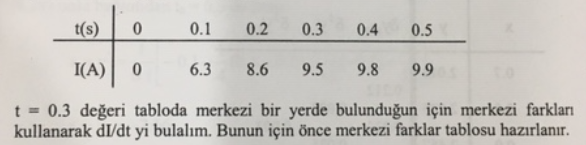 t(s) 0 0.1 0.2 0.3 0.4 0.5
I(A) 0 6.3 8.6 9.5 9.8 9.9
t = 0.3 değeri tabloda merkezi bir yerde bulunduğun için merkezi farkları
kullanarak dI/dt yi bulalım. Bunun için önce merkezi farklar tablosu hazırlanır.